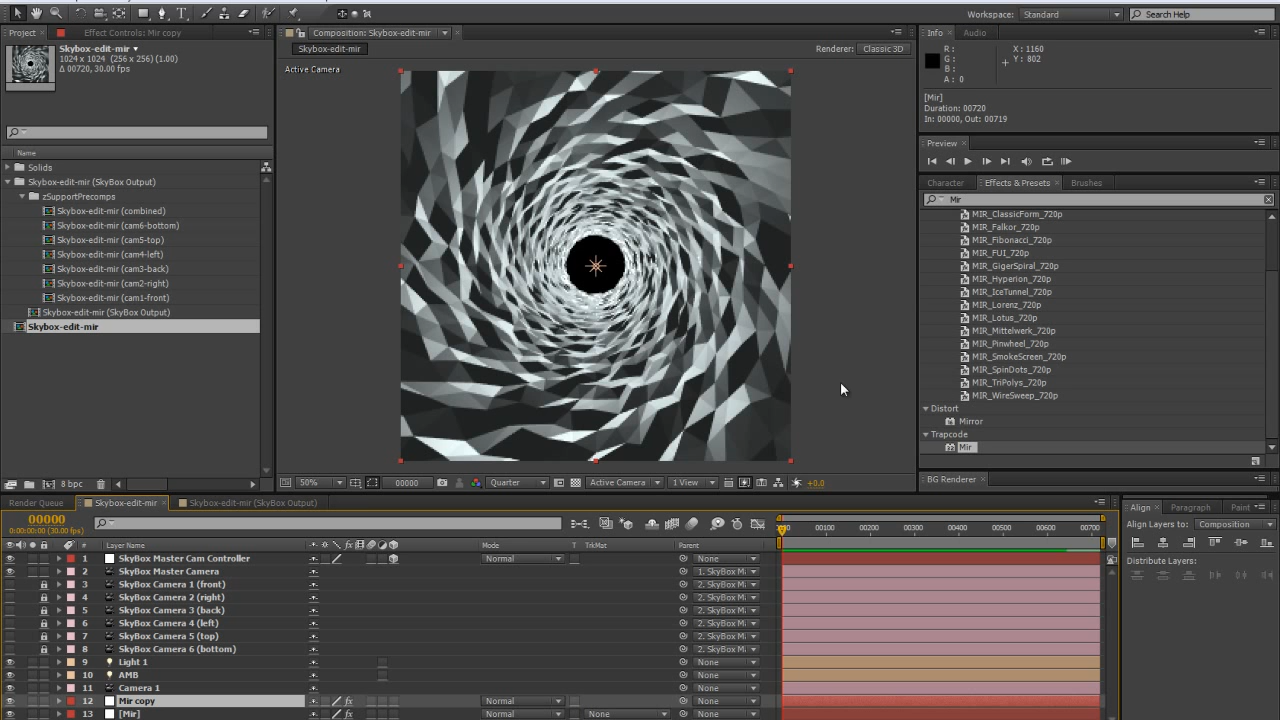 Workspace: Standard
Search Help
Project
Effect Controls: Mir copy
Composition: Skybox-edit-mir
Info
Audio
Skybox-edit-mir
1024 x 1024 (256 x 256) (1.00)
Δ 00720, 30.00 fps
Skybox-edit-mir
Renderer: Classic 3D
Active Camera
R :
G :
B :
A : 0
X : 1160
Y : 802
[Mir]
Duration: 00720
In: 00000, Out: 00719
Preview
Character
Effects & Presets
Brushes
Mir
Name
Solids
Skybox-edit-mir (SkyBox Output)
zSupportPrecomps
Skybox-edit-mir (combined)
Skybox-edit-mir (cam6-bottom)
Skybox-edit-mir (cam5-top)
Skybox-edit-mir (cam4-left)
Skybox-edit-mir (cam3-back)
Skybox-edit-mir (cam2-right)
Skybox-edit-mir (cam1-front)
Skybox-edit-mir (SkyBox Output)
Skybox-edit-mir
MIR_ClassicForm_720p
MIR_Falkor_720p
MIR_Fibonacci_720p
MIR_FUI_720p
MIR_GigerSpiral_720p
MIR_Hyperion_720p
MIR_IceTunnel_720p
MIR_Lorenz_720p
MIR_Lotus_720p
MIR_Mittelwerk_720p
MIR_Pinwheel_720p
MIR_SmokeScreen_720p
MIR_SpinDots_720p
MIR_TriPolys_720p
MIR_WireSweep_720p
Distort
Mirror
Trapcode
Mir
8 bpc
50%
00000
Quarter
Active Camera
1 View
+0.0
BG Renderer
Render Queue
Skybox-edit-mir
Skybox-edit-mir (SkyBox Output)
Align
Paragraph
Paint
00000
0:00:00:00 (30.00 fps)
00100
00200
00300
00400
00500
00600
00700
Align Layers to: Composition
Distribute Layers:
# Layer Name
fx
Mode
T TrkMat
Parent
1 SkyBox Master Cam Controller Normal None
2 SkyBox Master Camera 1. SkyBox Ma
3 SkyBox Camera 1 (front) 2. SkyBox Ma
4 SkyBox Camera 2 (right) 2. SkyBox Ma
5 SkyBox Camera 3 (back) 2. SkyBox Ma
6 SkyBox Camera 4 (left) 2. SkyBox Ma
7 SkyBox Camera 5 (top) 2. SkyBox Ma
8 SkyBox Camera 6 (bottom) 2. SkyBox Ma
9 Light 1 None
10 AMB None
11 Camera 1 None
12 Mir copy fx Normal None
13 [Mir] fx Normal None None